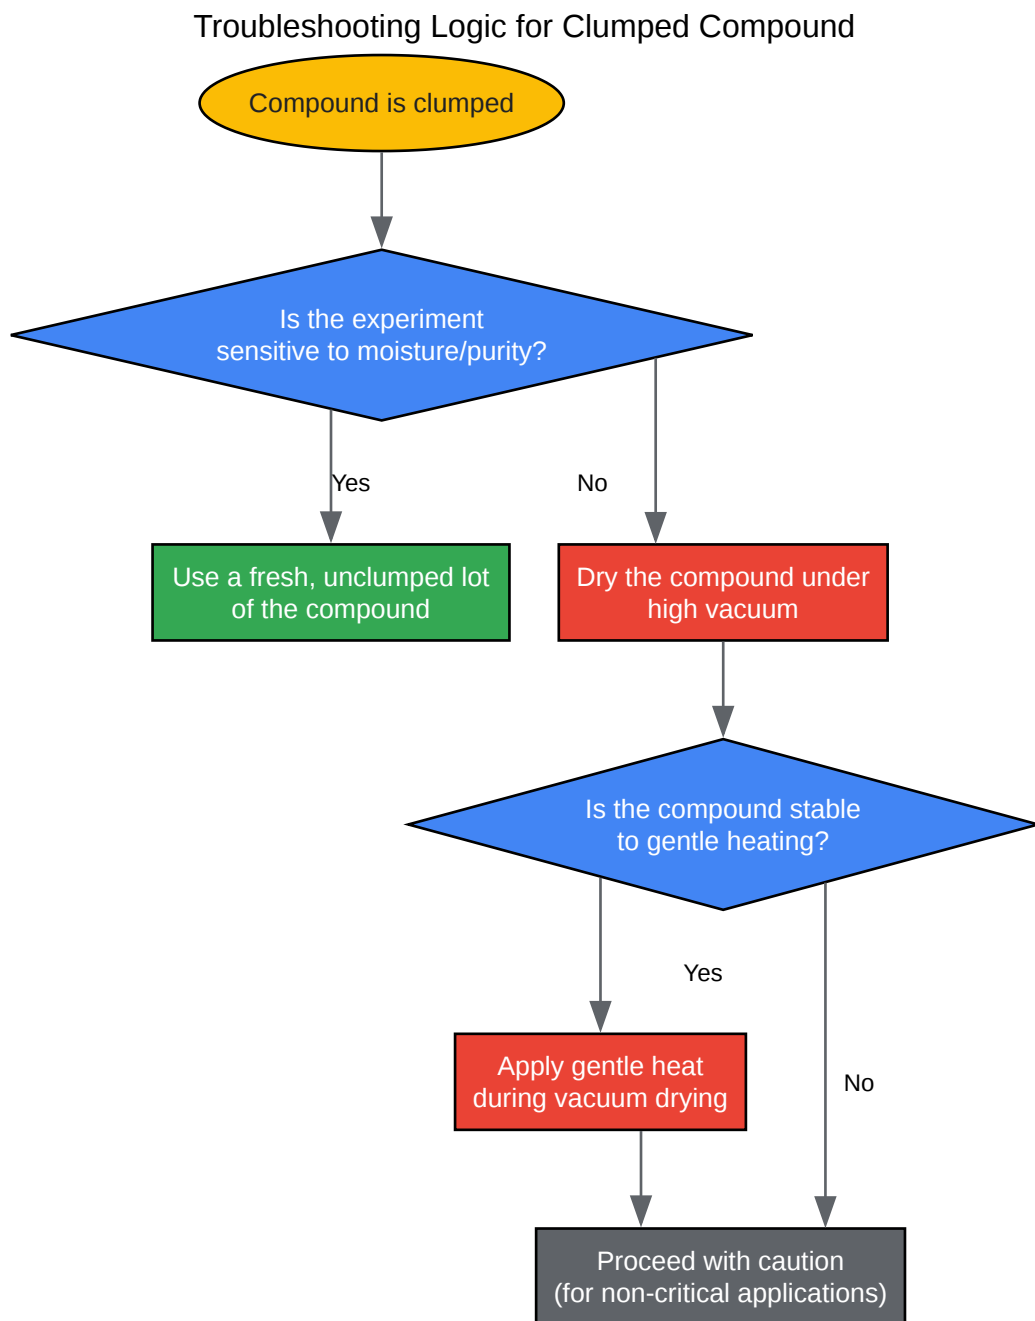 Troubleshooting Logic for Clumped Compound
Compound is clumped
Is the experiment
sensitive to moisture/purity?
Yes
No
Use a fresh, unclumped lot
of the compound
Dry the compound under
high vacuum
Is the compound stable
to gentle heating?
Yes
Apply gentle heat
during vacuum drying
No
Proceed with caution
(for non-critical applications)